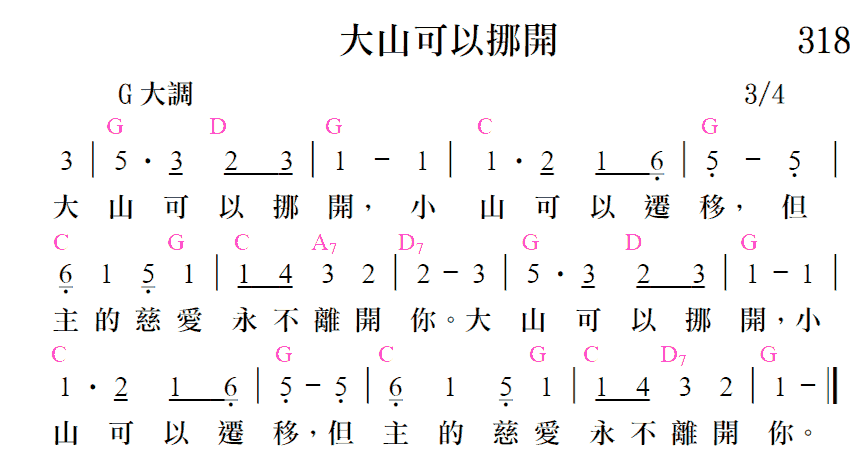 大山可以挪開 318
G 大調 3/4
G D G C G
3 | 5 · 3 2 3 | 1 － 1 | 1 · 2 1 6 | 5 － 5 |
大 山 可 以 挪 開， 小 山 可 以 遷 移， 但
C G C A7 D7 G D G
6 1 5 1 | 1 4 3 2 | 2 － 3 | 5 · 3 2 3 | 1 － 1 |
主 的 慈 愛 永 不 離 開 你。大 山 可 以 挪 開，小
C G C G C D7 G
1 · 2 1 6 | 5 － 5 | 6 1 5 1 | 1 4 3 2 | 1 － ‖
山 可 以 遷 移，但 主 的 慈 愛 永 不 離 開 你。